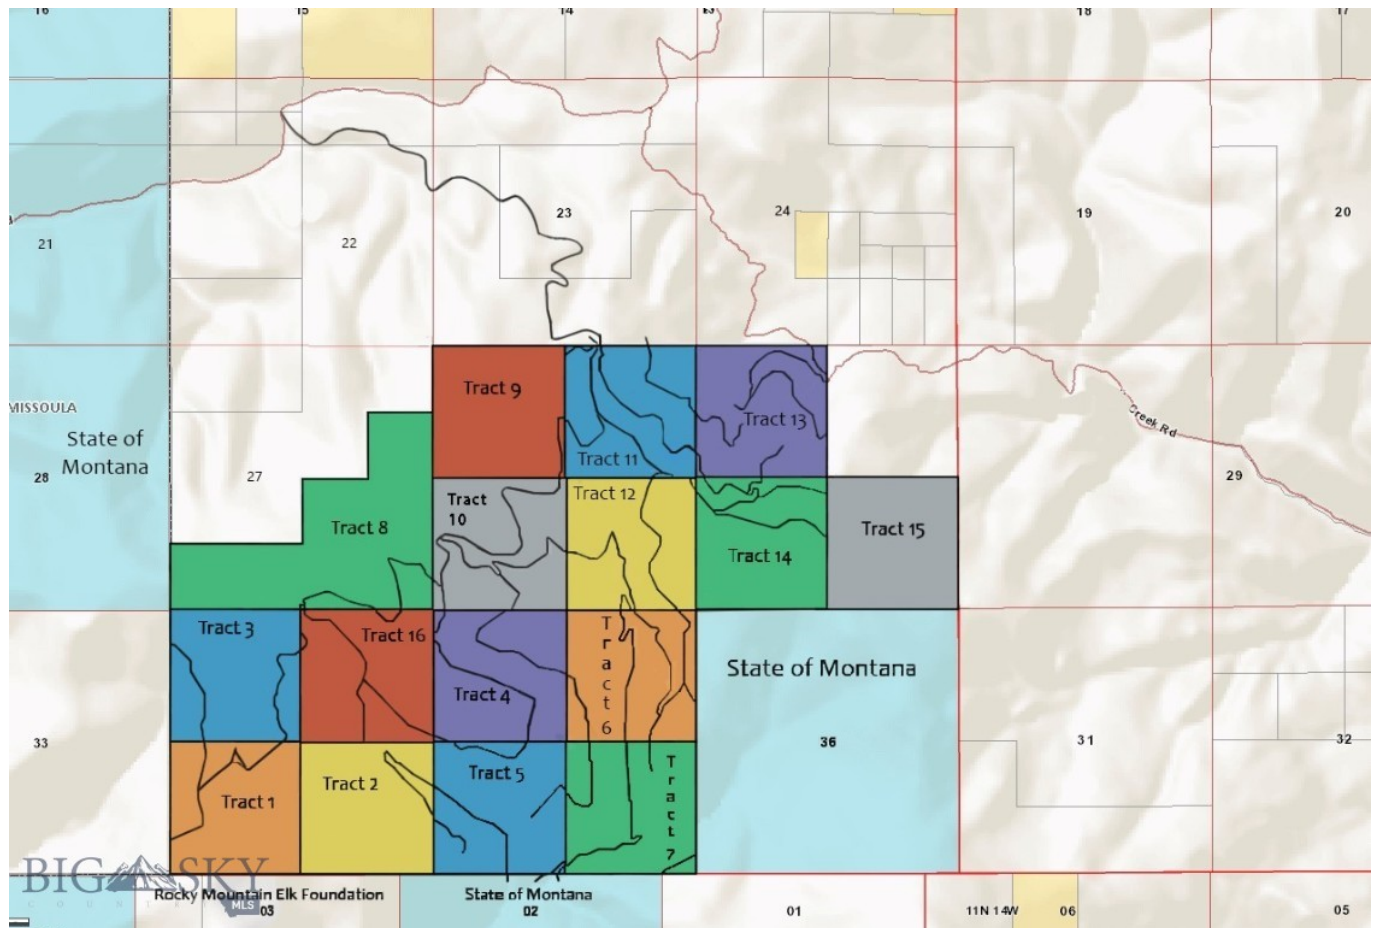 16
15
14
18
17
23
24
19
20
21
22
Tract 9
Tract 13
MISSOULA
State of
Montana
Creek Rd
Tract 11
28
27
29
Tract 8
Tract
10
Tract 12
Tract 14
Tract 15
Tract 3
Tract 16
Tract 4
T
r
a
c
t
6
State of Montana
33
36
31
32
Tract 1
Tract 2
Tract 5
T
r
a
c
t
7
BIG SKY
COUNTRY
MLS
Rocky Mountain Elk Foundation
03
State of Montana
02
01
11N 14W
06
05